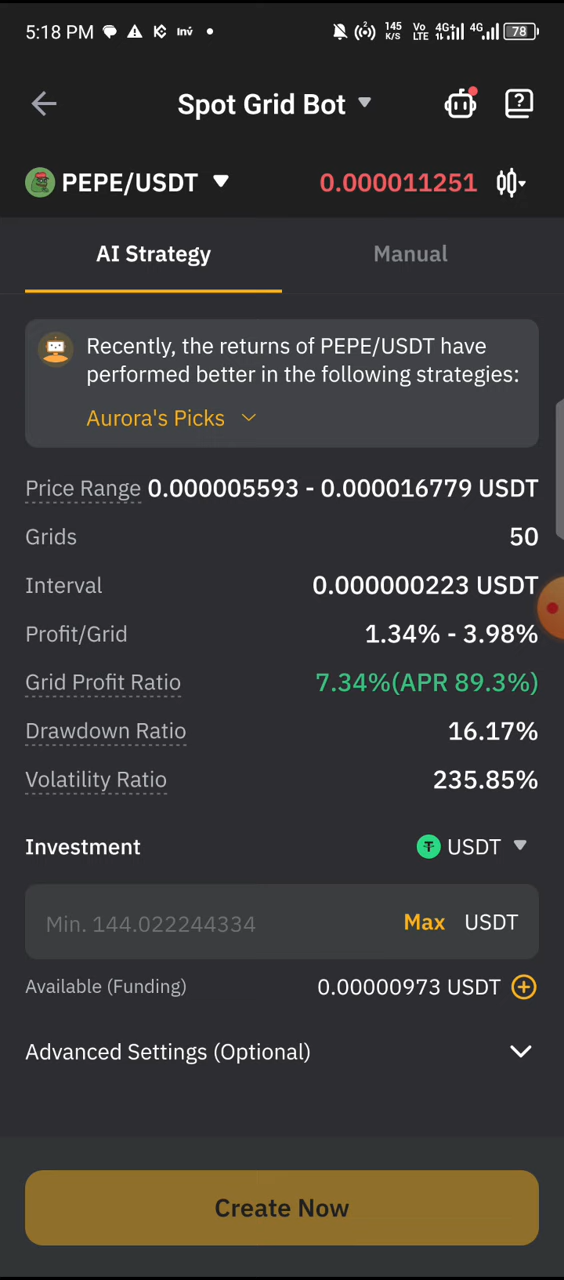 5:18 PM Inv 145 K/S Vo LTE 4G+ 4G 78
Spot Grid Bot
PEPE/USDT 0.000011251
AI Strategy Manual
Recently, the returns of PEPE/USDT have
performed better in the following strategies:
Aurora's Picks
Price Range 0.000005593 - 0.000016779 USDT
Grids 50
Interval 0.000000223 USDT
Profit/Grid 1.34% - 3.98%
Grid Profit Ratio 7.34%(APR 89.3%)
Drawdown Ratio 16.17%
Volatility Ratio 235.85%
Investment USDT
Min. 144.022244334 Max USDT
Available (Funding) 0.00000973 USDT
Advanced Settings (Optional)
Create Now